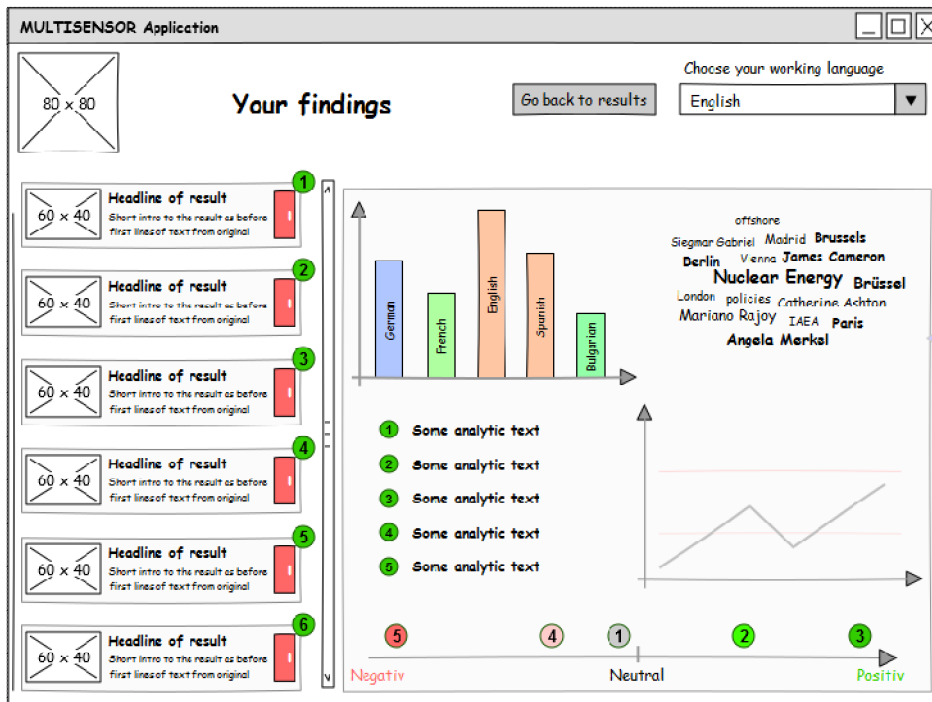 MULTISENSOR Application
80 x 80
Your findings
Go back to results
Choose your working language
English
1
60 x 40
Headline of result
Short intro to the result as before
first lines of text from original
2
60 x 40
Headline of result
Short intro to the result as before
first lines of text from original
3
60 x 40
Headline of result
Short intro to the result as before
first lines of text from original
4
60 x 40
Headline of result
Short intro to the result as before
first lines of text from original
5
60 x 40
Headline of result
Short intro to the result as before
first lines of text from original
6
60 x 40
Headline of result
Short intro to the result as before
first lines of text from original
German
French
English
Spanish
Bulgarian
offshore
Siegmar Gabriel Madrid Brussels
Derlin Vienna James Cameron
Nuclear Energy Brüssel
London policies Catherine Ashton
Mariano Rajoy IAEA Paris
Angela Merkel
1 Some analytic text
2 Some analytic text
3 Some analytic text
4 Some analytic text
5 Some analytic text
5 4 1 2 3
Negativ Neutral Positiv